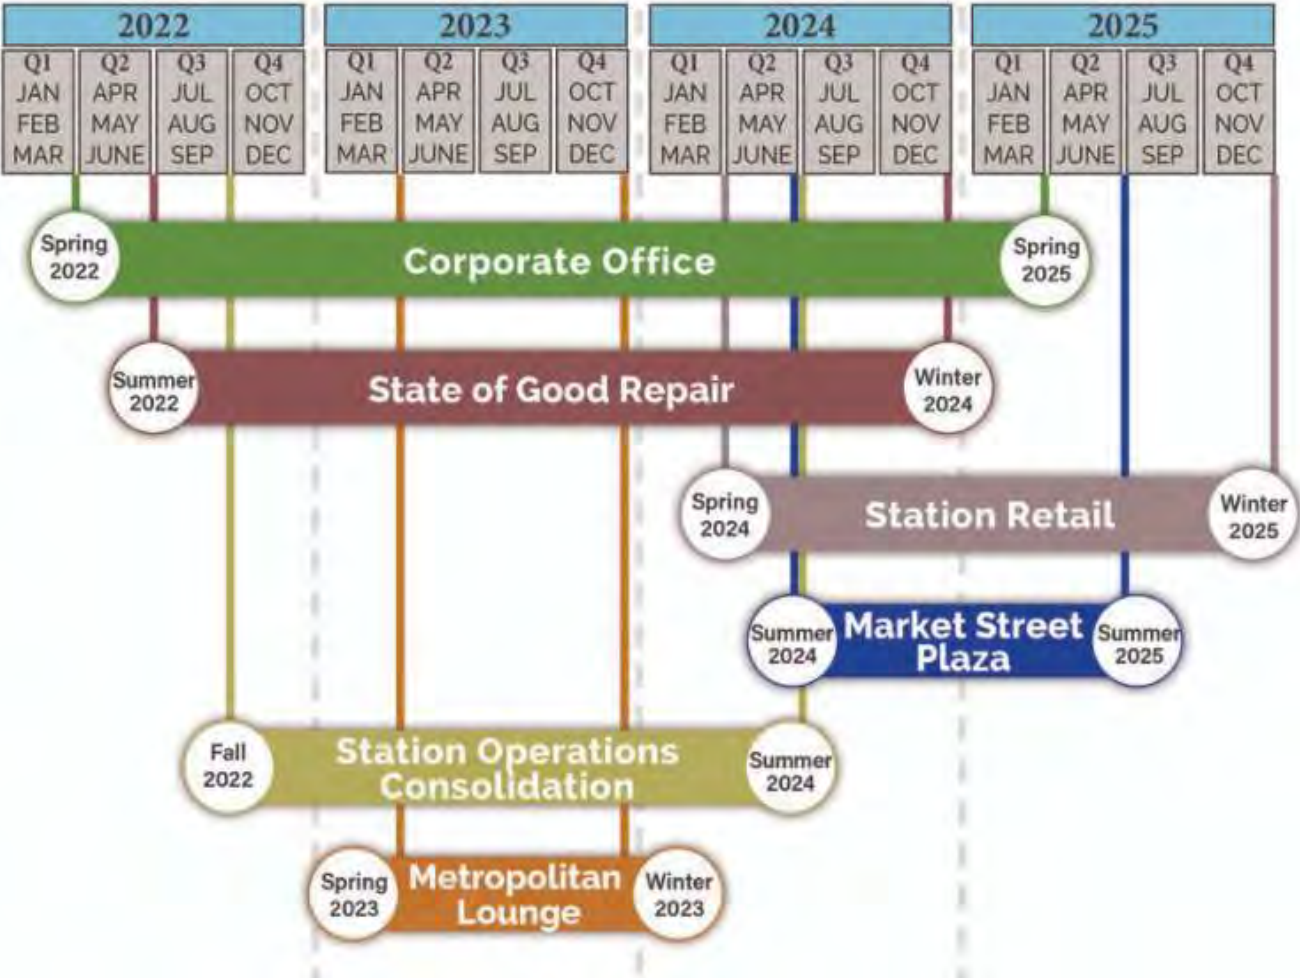 2022 2023 2024 2025
Q1 Q2 Q3 Q4 Q1 Q2 Q3 Q4 Q1 Q2 Q3 Q4 Q1 Q2 Q3 Q4
JAN APR JUL OCT JAN APR JUL OCT JAN APR JUL OCT JAN APR JUL OCT
FEB MAY AUG NOV FEB MAY AUG NOV FEB MAY AUG NOV FEB MAY AUG NOV
MAR JUNE SEP DEC MAR JUNE SEP DEC MAR JUNE SEP DEC MAR JUNE SEP DEC
Spring
2022
Corporate Office
Spring
2025
Summer
2022
State of Good Repair
Winter
2024
Spring
2024
Station Retail
Winter
2025
Summer
2024
Market Street
Plaza
Summer
2025
Fall
2022
Station Operations
Consolidation
Summer
2024
Spring
2023
Metropolitan
Lounge
Winter
2023